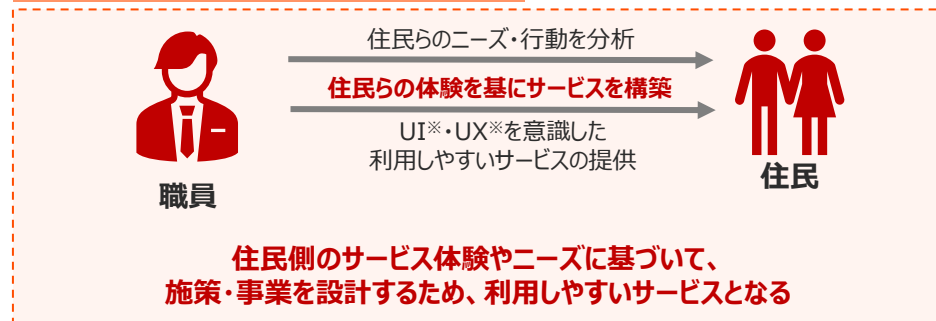 住民らのニーズ・行動を分析
住民らの体験を基にサービスを構築
UI※・UX※を意識した
利用しやすいサービスの提供
職員
住民
住民側のサービス体験やニーズに基づいて、
施策・事業を設計するため、利用しやすいサービスとなる